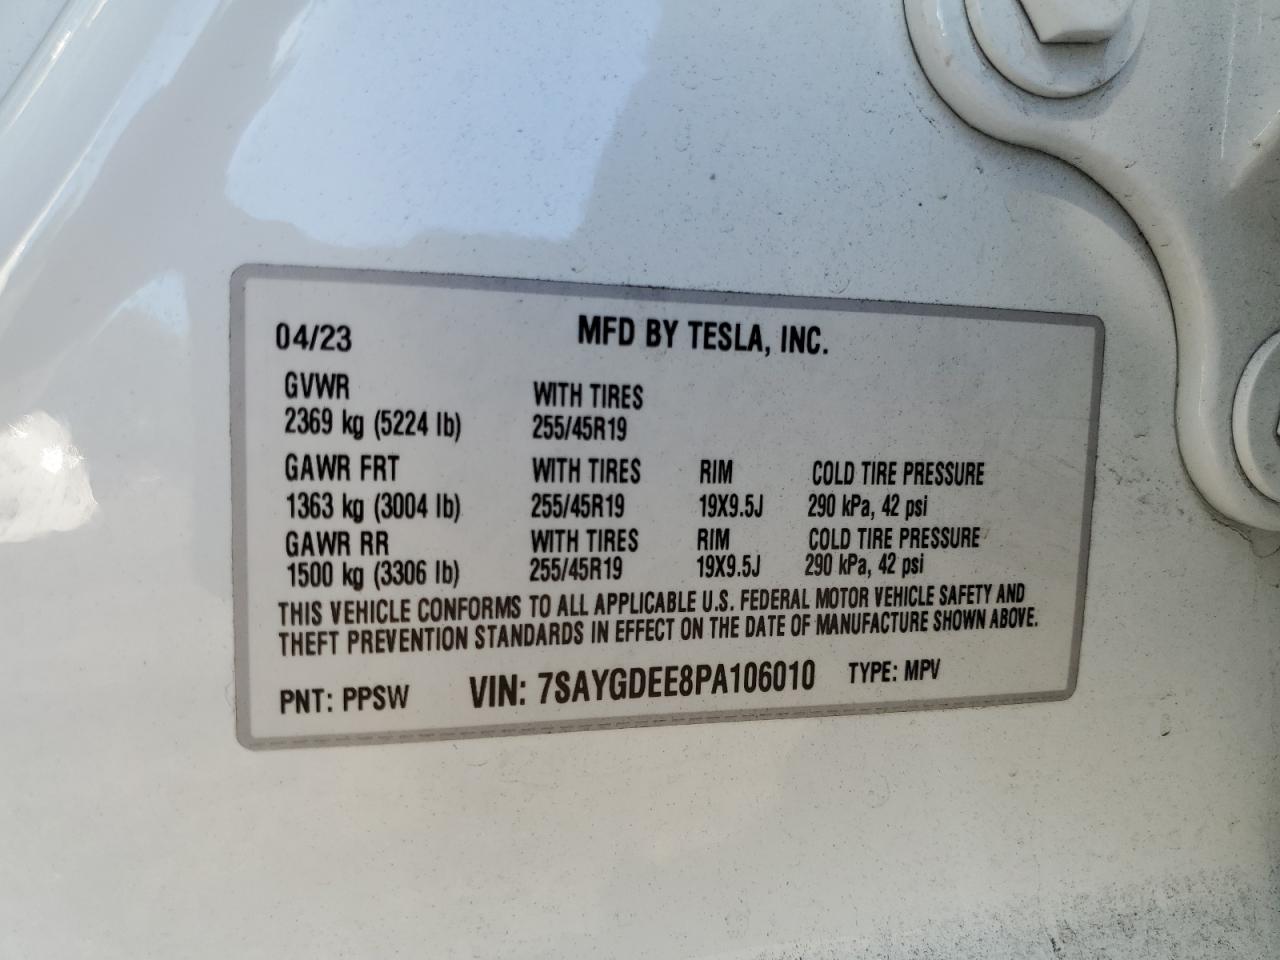 04/23 MFD BY TESLA, INC.
GVWR WITH TIRES
2369 kg (5224 lb) 255/45R19
GAWR FRT WITH TIRES RIM COLD TIRE PRESSURE
1363 kg (3004 lb) 255/45R19 19X9.5J 290 kPa, 42 psi
GAWR RR WITH TIRES RIM COLD TIRE PRESSURE
1500 kg (3306 lb) 255/45R19 19X9.5J 290 kPa, 42 psi
THIS VEHICLE CONFORMS TO ALL APPLICABLE U.S. FEDERAL MOTOR VEHICLE SAFETY AND
THEFT PREVENTION STANDARDS IN EFFECT ON THE DATE OF MANUFACTURE SHOWN ABOVE.
PNT: PPSW VIN: 7SAYGDEE8PA106010 TYPE: MPV